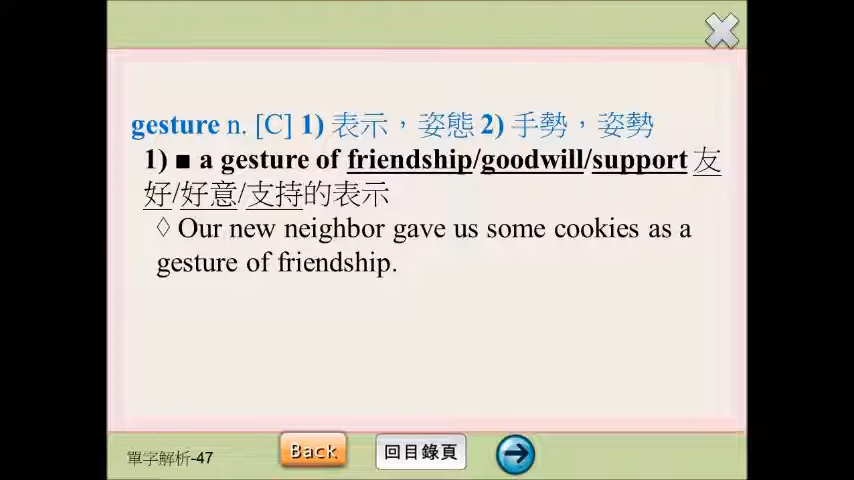 gesture n. [C] 1) 表示，姿態 2) 手勢，姿勢
1) ■ a gesture of friendship/goodwill/support 友
好/好意/支持的表示
◊ Our new neighbor gave us some cookies as a
gesture of friendship.
單字解析-47
Back
回目錄頁